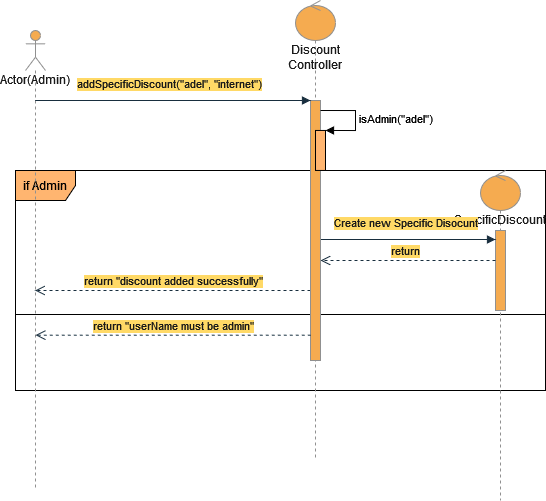 Discount
Controller
Actor(Admin)
addSpecificDiscount("adel", "internet")
isAdmin("adel")
if Admin
SpecificDiscount
Create new Specific Disocunt
return
return "discount added successfully"
return "userName must be admin"